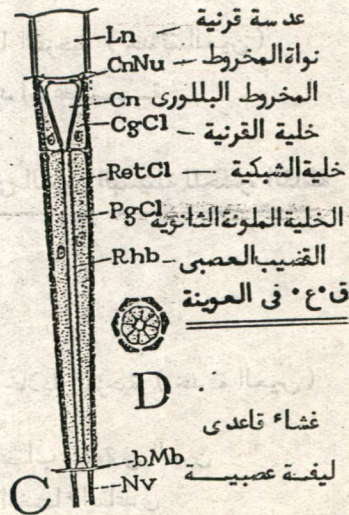 Ln — عدسة قرنية
CnNu — نواة المخروط
Cn المخروط البللورى
CgCl خلية القرنية —
RetCl — خلية الشبكية
PgCl الخلية الملونة الثانوية
Rhb القضيب العصبى —
ق٠ع٠ فى العوينة
D
غشاء قاعدى
bMb
ليفة عصبية
Nv
C